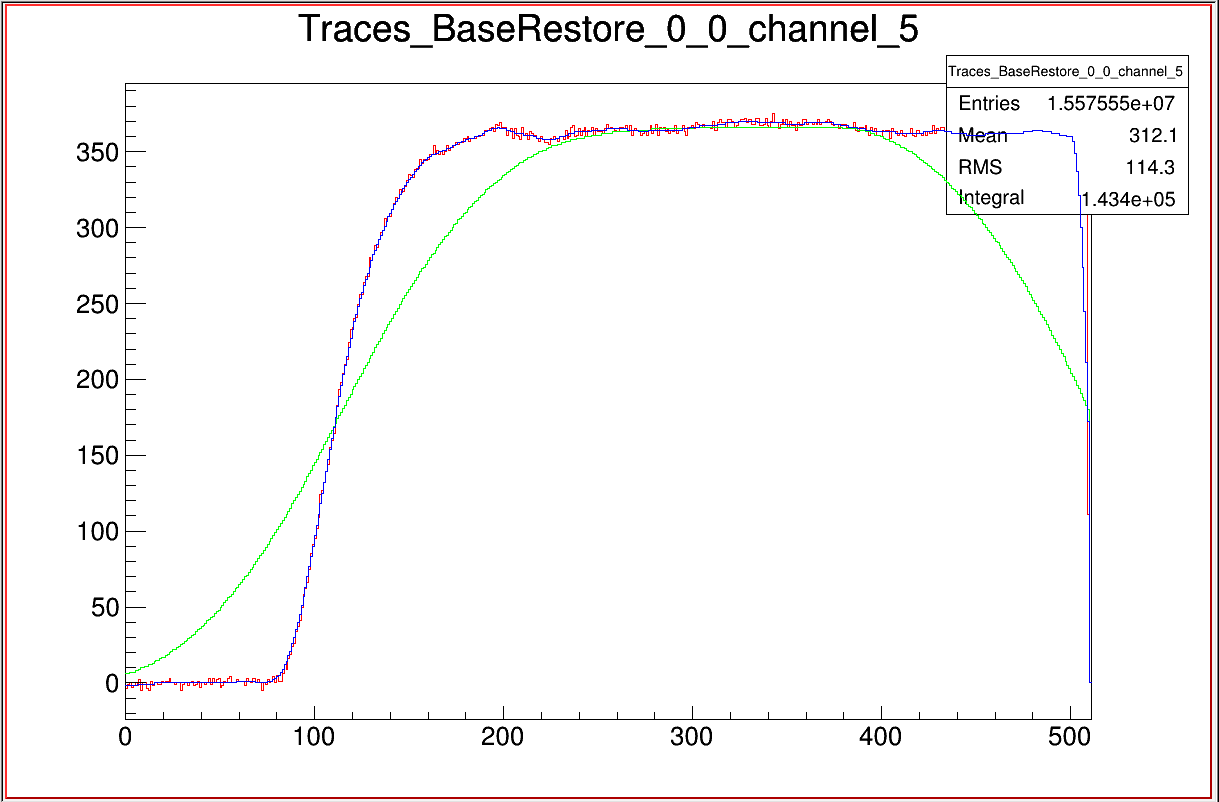 Traces_BaseRestore_0_0_channel_5
Traces_BaseRestore_0_0_channel_5
Entries 1.557555e+07
Mean 312.1
RMS 114.3
Integral 1.434e+05
350
300
250
200
150
100
50
0
0 100 200 300 400 500